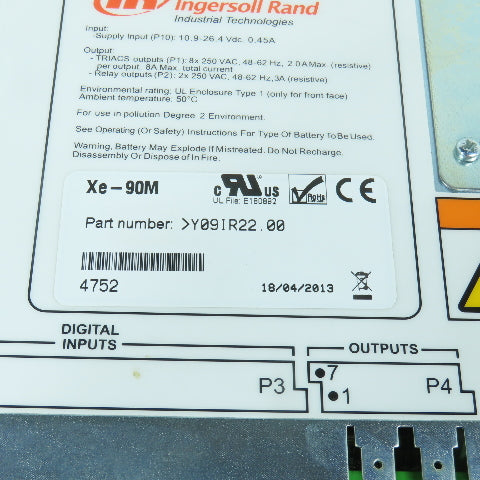 Ingersoll Rand
Industrial Technologies
Input:
-Supply Input (P10): 10.9-26.4 Vdc, 0.45A
Output:
- TRIACS outputs (P1): 8x 250 VAC, 48-62 Hz, 2.0A Max. (resistive)
per output, 8A Max. total current
- Relay outputs (P2): 2x 250 VAC, 48-62 Hz,3A (resistive)
Environmental rating: UL Enclosure Type 1 (only for front face)
Ambient temperature: 50°C
For use in pollution Degree 2 Environment.
See Operating (Or Safety) Instructions For Type Of Battery To Be Used.
Warning, Battery May Explode If Mistreated. Do Not Recharge.
Disassembly Or Dispose of In Fire.
Xe-90M
c UL us
UL File: E180892
RoHS
CE
Part number: >Y09IR22.00
4752
18/04/2013
DIGITAL
INPUTS
OUTPUTS
P3
7
1
P4